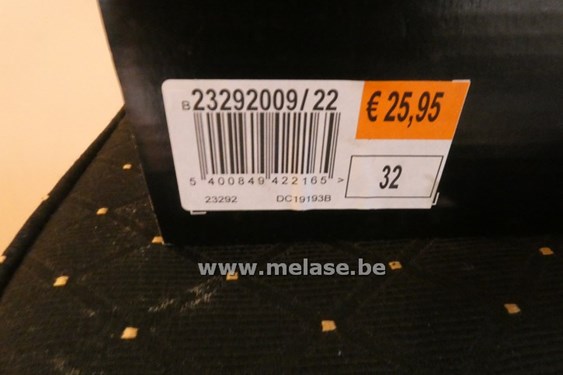 B 23292009/22
€ 25,95
5 400849 422165 >
32
23292 DC19193B
www.melase.be